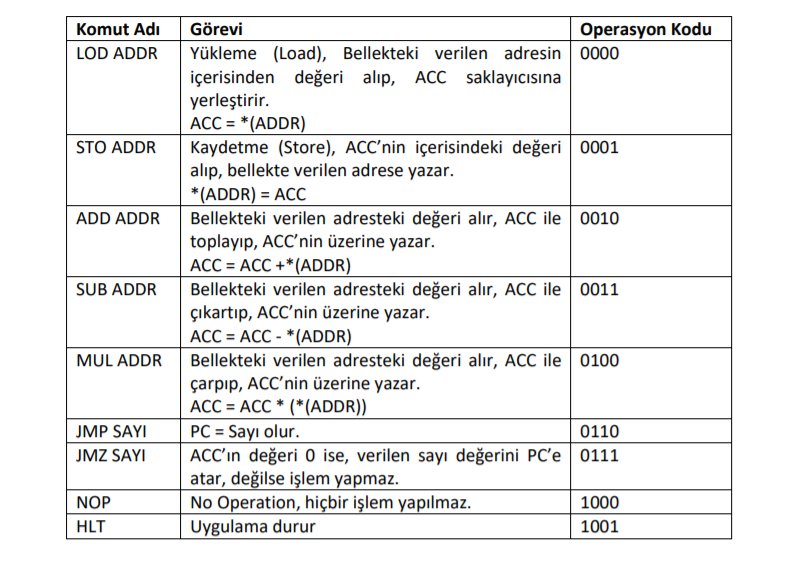 Komut Adı Görevi Operasyon Kodu
LOD ADDR Yükleme (Load), Bellekteki verilen adresin 0000
içerisinden değeri alıp, ACC saklayıcısına
yerleştirir.
ACC = *(ADDR)
STO ADDR Kaydetme (Store), ACC’nin içerisindeki değeri 0001
alıp, bellekte verilen adrese yazar.
*(ADDR) = ACC
ADD ADDR Bellekteki verilen adresteki değeri alır, ACC ile 0010
toplayıp, ACC’nin üzerine yazar.
ACC = ACC +*(ADDR)
SUB ADDR Bellekteki verilen adresteki değeri alır, ACC ile 0011
çıkartıp, ACC’nin üzerine yazar.
ACC = ACC - *(ADDR)
MUL ADDR Bellekteki verilen adresteki değeri alır, ACC ile 0100
çarpıp, ACC’nin üzerine yazar.
ACC = ACC * (*(ADDR))
JMP SAYI PC = Sayı olur. 0110
JMZ SAYI ACC’ın değeri 0 ise, verilen sayı değerini PC’e 0111
atar, değilse işlem yapmaz.
NOP No Operation, hiçbir işlem yapılmaz. 1000
HLT Uygulama durur 1001